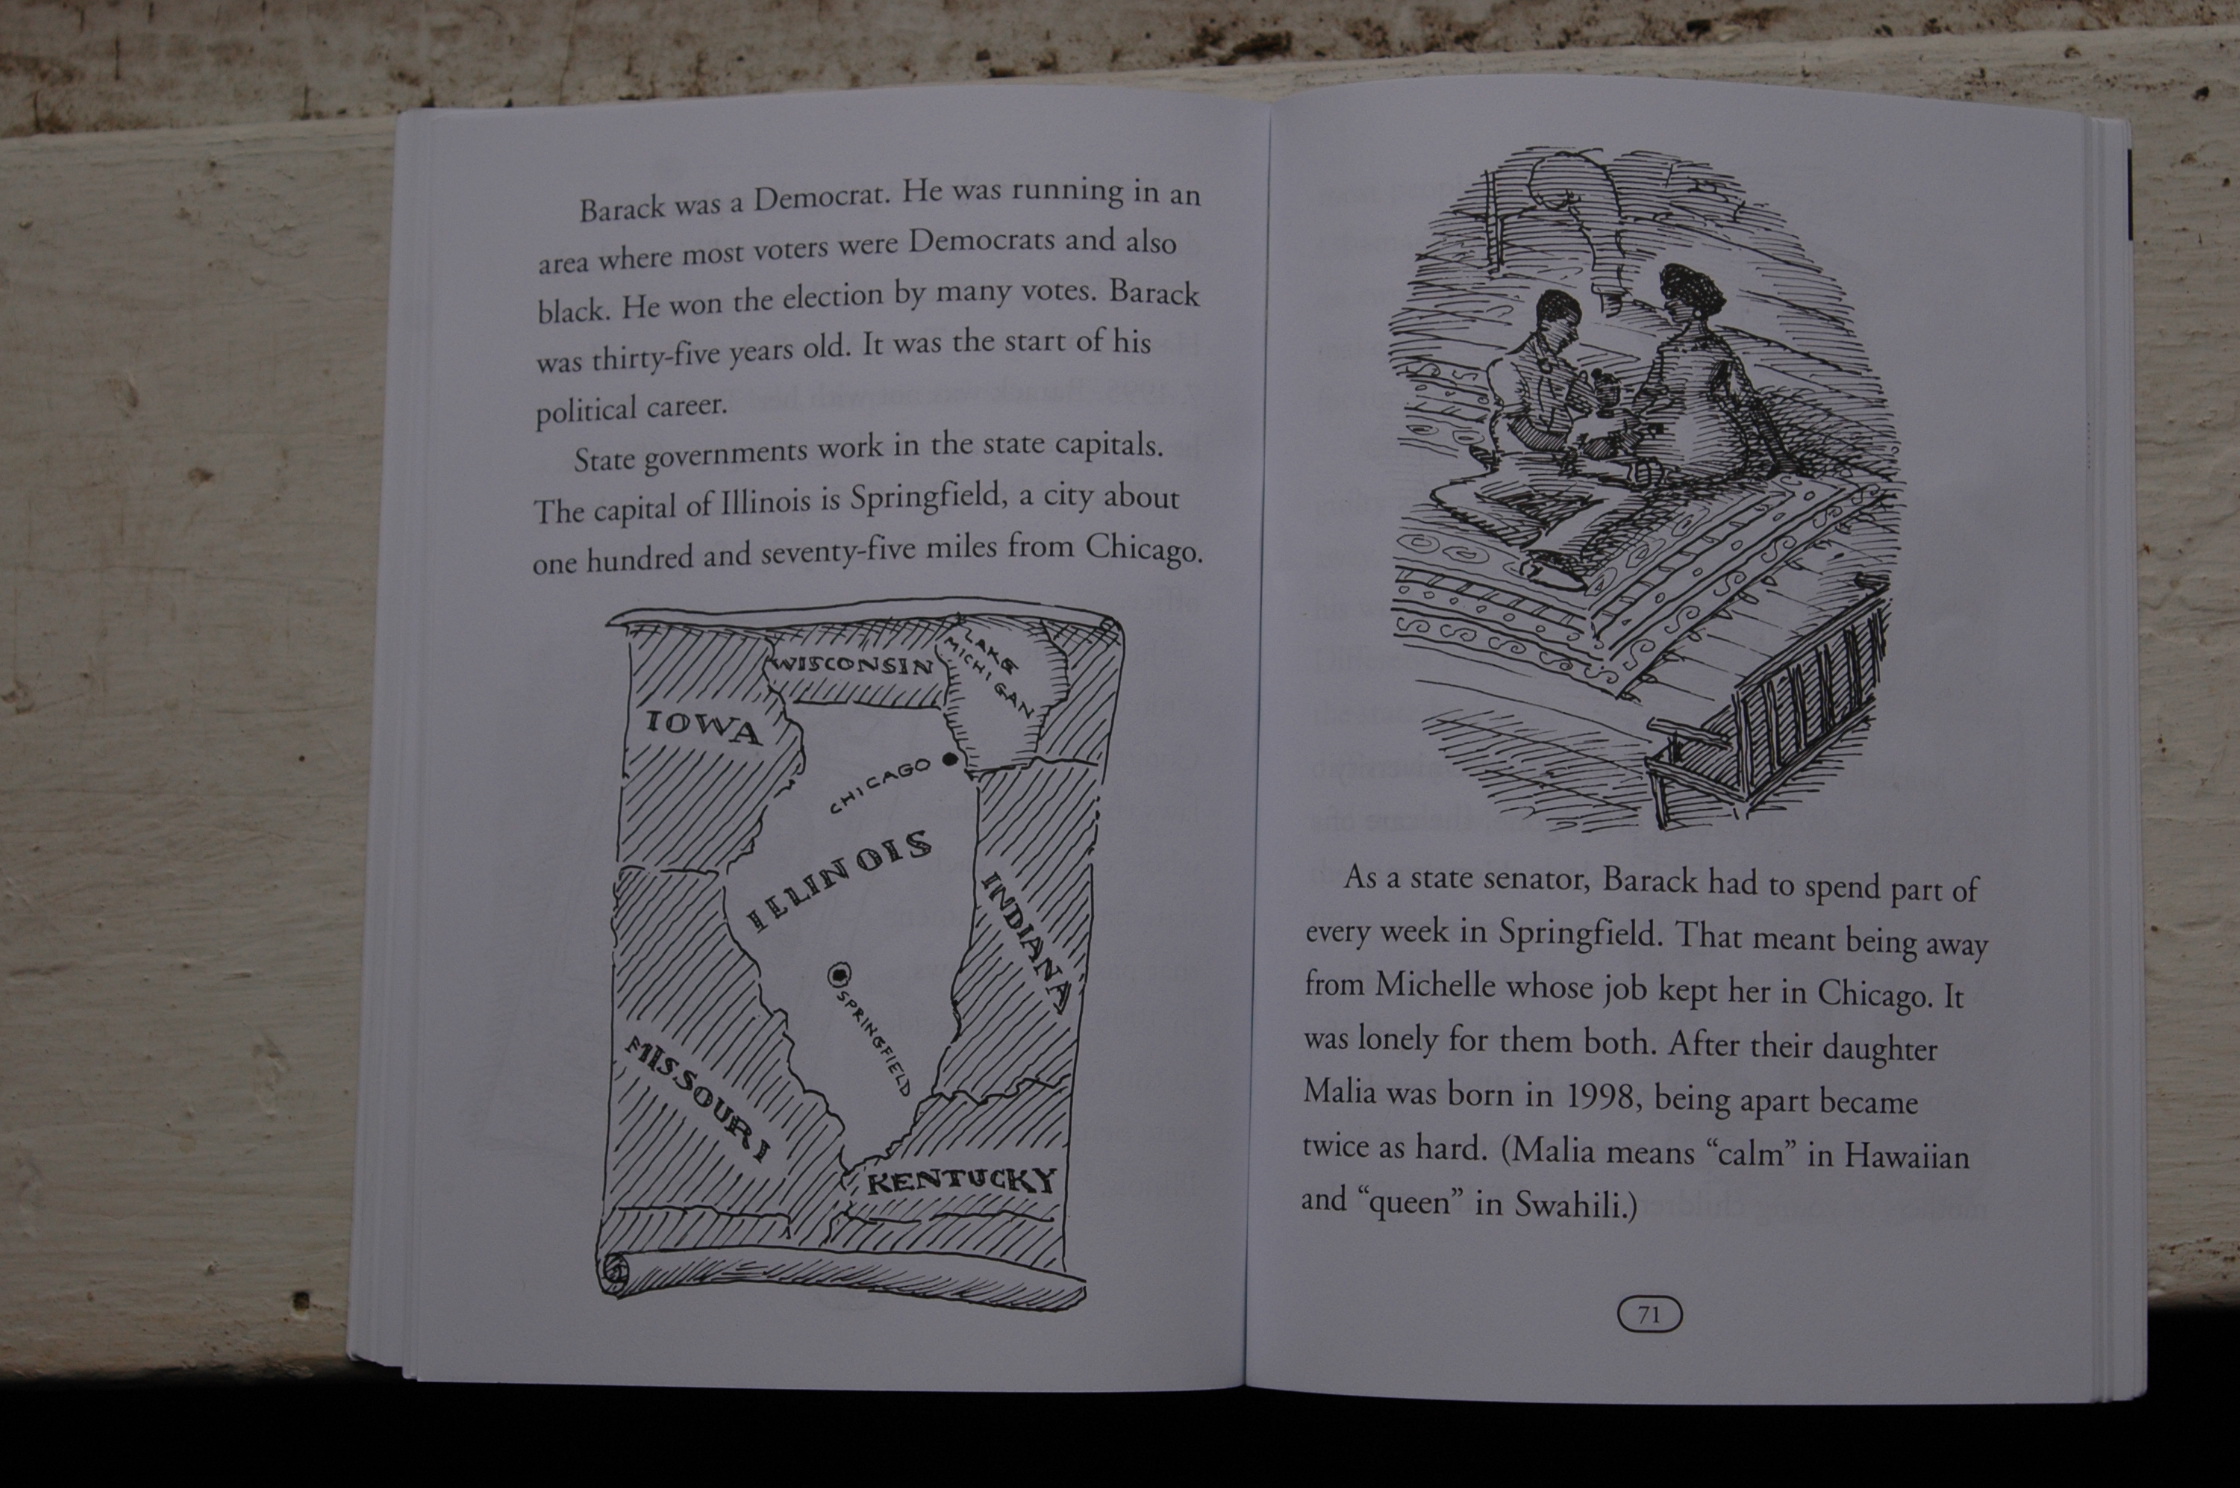 Barack was a Democrat. He was running in an
area where most voters were Democrats and also
black. He won the election by many votes. Barack
was thirty-five years old. It was the start of his
political career.
State governments work in the state capitals.
The capital of Illinois is Springfield, a city about
one hundred and seventy-five miles from Chicago.
WISCONSIN
LAKE
MICHIGAN
IOWA
CHICAGO
ILLINOIS
INDIANA
SPRINGFIELD
MISSOURI
KENTUCKY
As a state senator, Barack had to spend part of
every week in Springfield. That meant being away
from Michelle whose job kept her in Chicago. It
was lonely for them both. After their daughter
Malia was born in 1998, being apart became
twice as hard. (Malia means “calm” in Hawaiian
and “queen” in Swahili.)
71